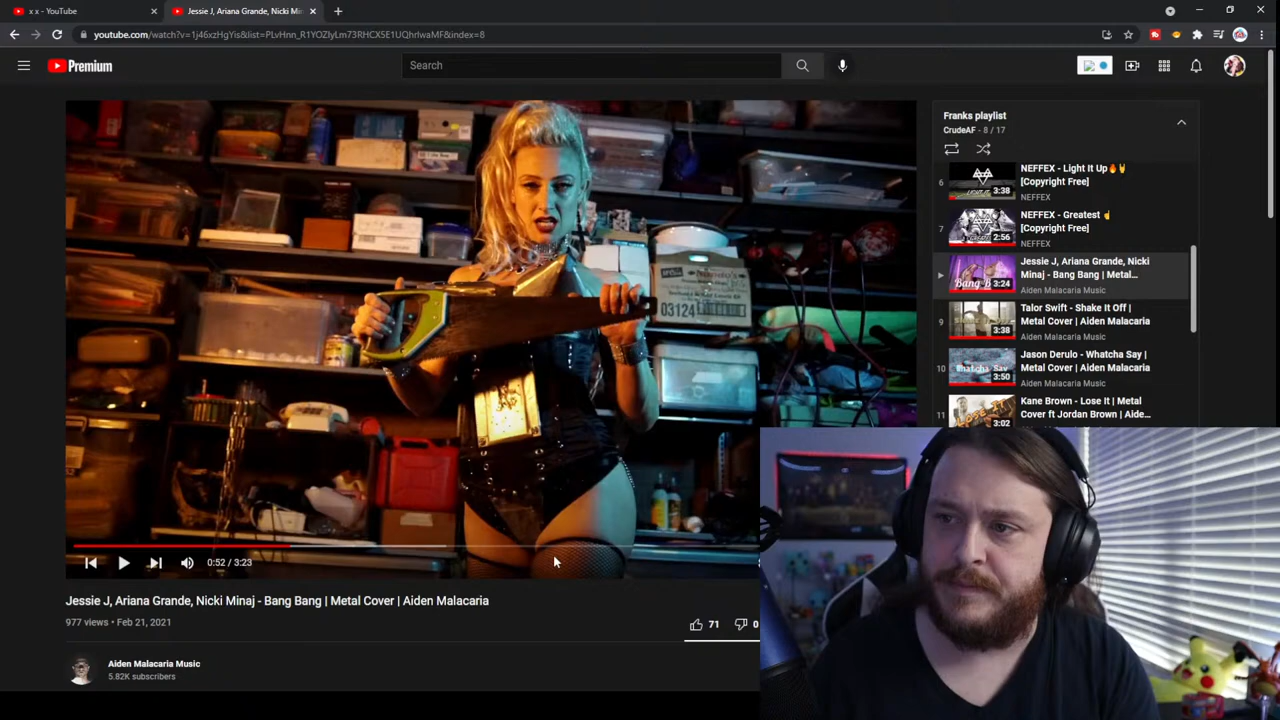 x x - YouTube
Jessie J, Ariana Grande, Nicki Min
youtube.com/watch?v=1j46xzHgYis&list=PLvHnn_R1YOZlyLm73RHCX5E1UQhrlwaMF&index=8
Premium
Search
03124
Franks playlist
CrudeAF - 8 / 17
6
NEFFEX - Light It Up🔥🤘
[Copyright Free]
3:38
NEFFEX
7
NEFFEX - Greatest ☝
[Copyright Free]
2:56
NEFFEX
Jessie J, Ariana Grande, Nicki
Minaj - Bang Bang | Metal...
Bang B
3:24
Aiden Malacaria Music
9
Talor Swift - Shake It Off |
Metal Cover | Aiden Malacaria
3:38
Aiden Malacaria Music
10
Jason Derulo - Whatcha Say |
Metal Cover | Aiden Malacaria
Whatcha Say
3:50
Aiden Malacaria Music
11
Kane Brown - Lose It | Metal
Cover ft Jordan Brown | Aide...
3:02
0:52 / 3:23
Jessie J, Ariana Grande, Nicki Minaj - Bang Bang | Metal Cover | Aiden Malacaria
977 views • Feb 21, 2021
71
0
Aiden Malacaria Music
5.82K subscribers